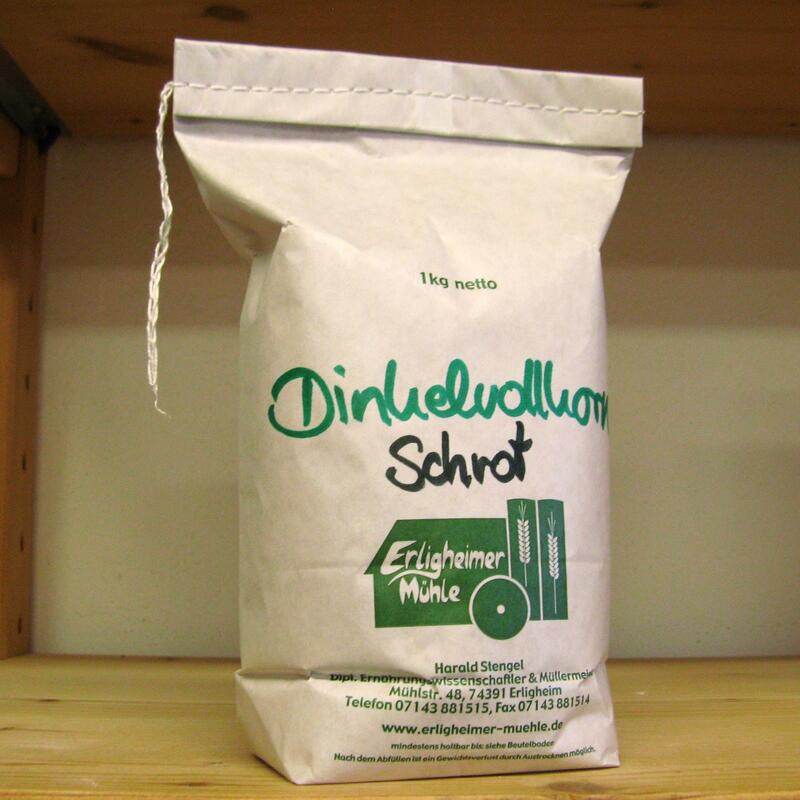 1kg netto
Dinkelvollkorn
Schrot
Erligheimer
Mühle
Harald Stengel
Dipl. Ernährungswissenschaftler & Müllermei
Mühlstr. 48, 74391 Erligheim
Telefon 07143 881515, Fax 07143 881514
www.erligheimer-muehle.de
mindestens haltbar bis: siehe Beutelboden
Nach dem Abfüllen ist ein Gewichtsverlust durch Austrocknen möglich.